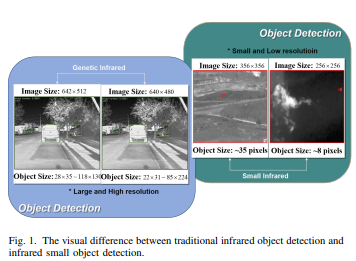 Object Detection
* Small and Low resolutioin
Image Size: 356×356
Image Size: 256×256
Object Size:~35 pixels
Object Size:~8 pixels
Small Infrared
Genetic Infrared
Image Size: 642×512
Image Size: 640×480
Object Size:28×35~118×130
Object Size:22×31~85×224
* Large and High resolution
Object Detection
Fig. 1. The visual difference between traditional infrared object detection and
infrared small object detection.